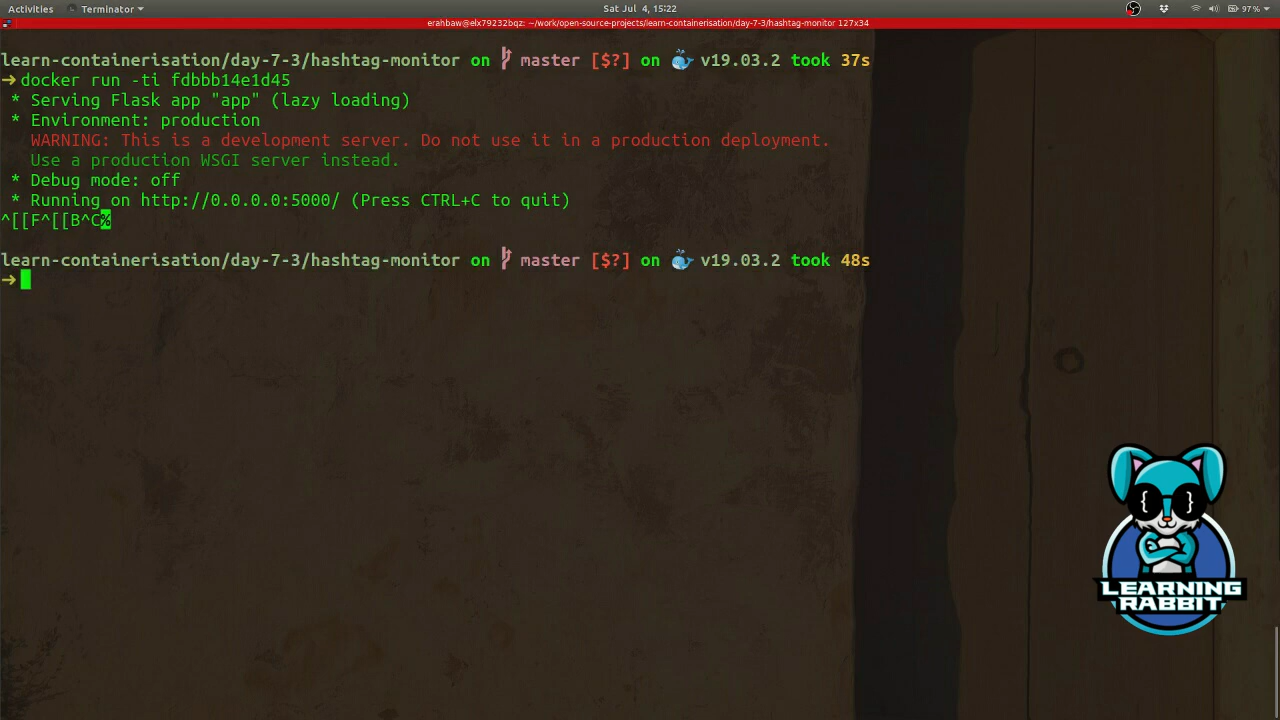 Activities Terminator Sat Jul 4, 15:22 97%
erahbaw@elx79232bqz: ~/work/open-source-projects/learn-containerisation/day-7-3/hashtag-monitor 127x34
learn-containerisation/day-7-3/hashtag-monitor on master [$?] on v19.03.2 took 37s
➜ docker run -ti fdbbb14e1d45
* Serving Flask app "app" (lazy loading)
* Environment: production
WARNING: This is a development server. Do not use it in a production deployment.
Use a production WSGI server instead.
* Debug mode: off
* Running on http://0.0.0.0:5000/ (Press CTRL+C to quit)
^[[F^[[B^C%
learn-containerisation/day-7-3/hashtag-monitor on master [$?] on v19.03.2 took 48s
➜
{ }
LEARNING
RABBIT